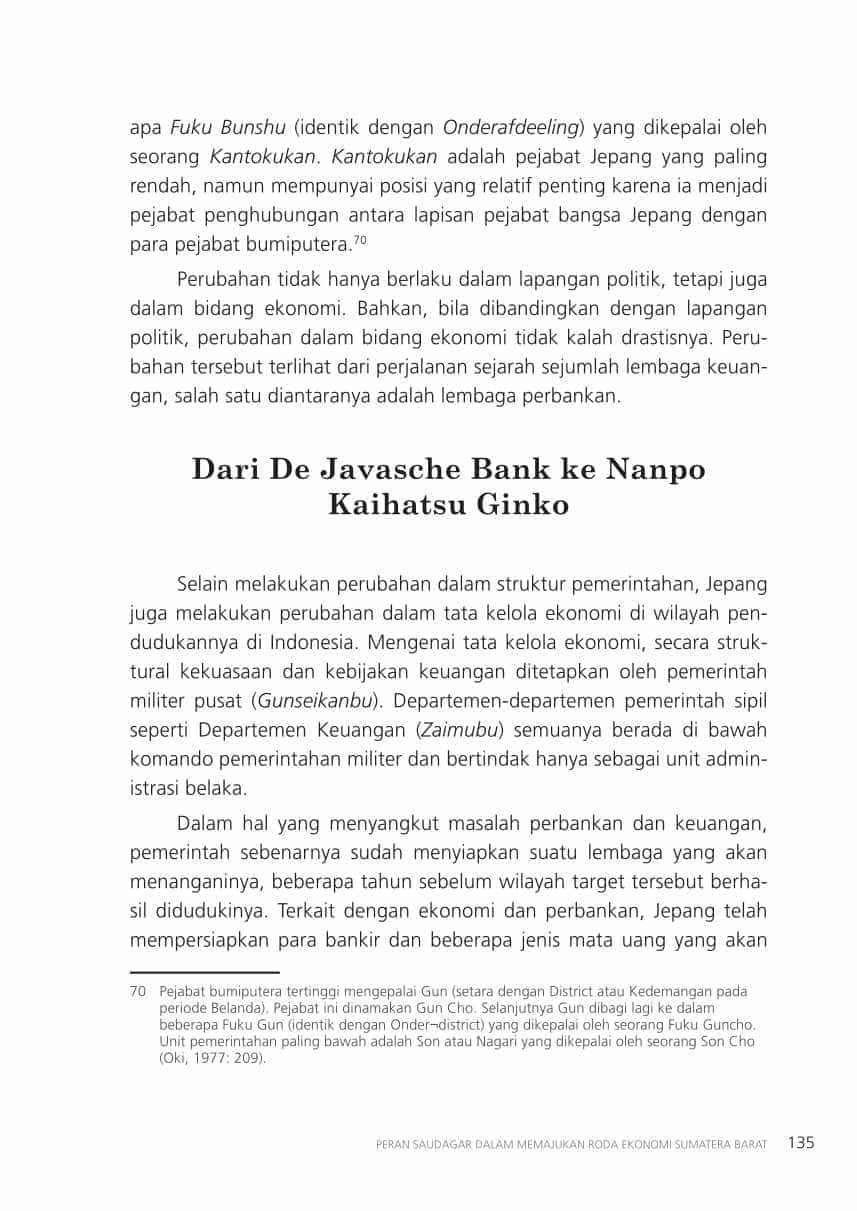 apa Fuku Bunshu (identik dengan Onderafdeeling) yang dikepalai oleh
seorang Kantokukan. Kantokukan adalah pejabat Jepang yang paling
rendah, namun mempunyai posisi yang relatif penting karena ia menjadi
pejabat penghubungan antara lapisan pejabat bangsa Jepang dengan
para pejabat bumiputera.70
Perubahan tidak hanya berlaku dalam lapangan politik, tetapi juga
dalam bidang ekonomi. Bahkan, bila dibandingkan dengan lapangan
politik, perubahan dalam bidang ekonomi tidak kalah drastisnya. Peru-
bahan tersebut terlihat dari perjalanan sejarah sejumlah lembaga keuan-
gan, salah satu diantaranya adalah lembaga perbankan.
Dari De Javasche Bank ke Nanpo
Kaihatsu Ginko
Selain melakukan perubahan dalam struktur pemerintahan, Jepang
juga melakukan perubahan dalam tata kelola ekonomi di wilayah pen-
dudukannya di Indonesia. Mengenai tata kelola ekonomi, secara struk-
tural kekuasaan dan kebijakan keuangan ditetapkan oleh pemerintah
militer pusat (Gunseikanbu). Departemen-departemen pemerintah sipil
seperti Departemen Keuangan (Zaimubu) semuanya berada di bawah
komando pemerintahan militer dan bertindak hanya sebagai unit admin-
istrasi belaka.
Dalam hal yang menyangkut masalah perbankan dan keuangan,
pemerintah sebenarnya sudah menyiapkan suatu lembaga yang akan
menanganinya, beberapa tahun sebelum wilayah target tersebut berha-
sil didudukinya. Terkait dengan ekonomi dan perbankan, Jepang telah
mempersiapkan para bankir dan beberapa jenis mata uang yang akan
70 Pejabat bumiputera tertinggi mengepalai Gun (setara dengan District atau Kedemangan pada
periode Belanda). Pejabat ini dinamakan Gun Cho. Selanjutnya Gun dibagi lagi ke dalam
beberapa Fuku Gun (identik dengan Onder¬district) yang dikepalai oleh seorang Fuku Guncho.
Unit pemerintahan paling bawah adalah Son atau Nagari yang dikepalai oleh seorang Son Cho
(Oki, 1977: 209).
PERAN SAUDAGAR DALAM MEMAJUKAN RODA EKONOMI SUMATERA BARAT 135